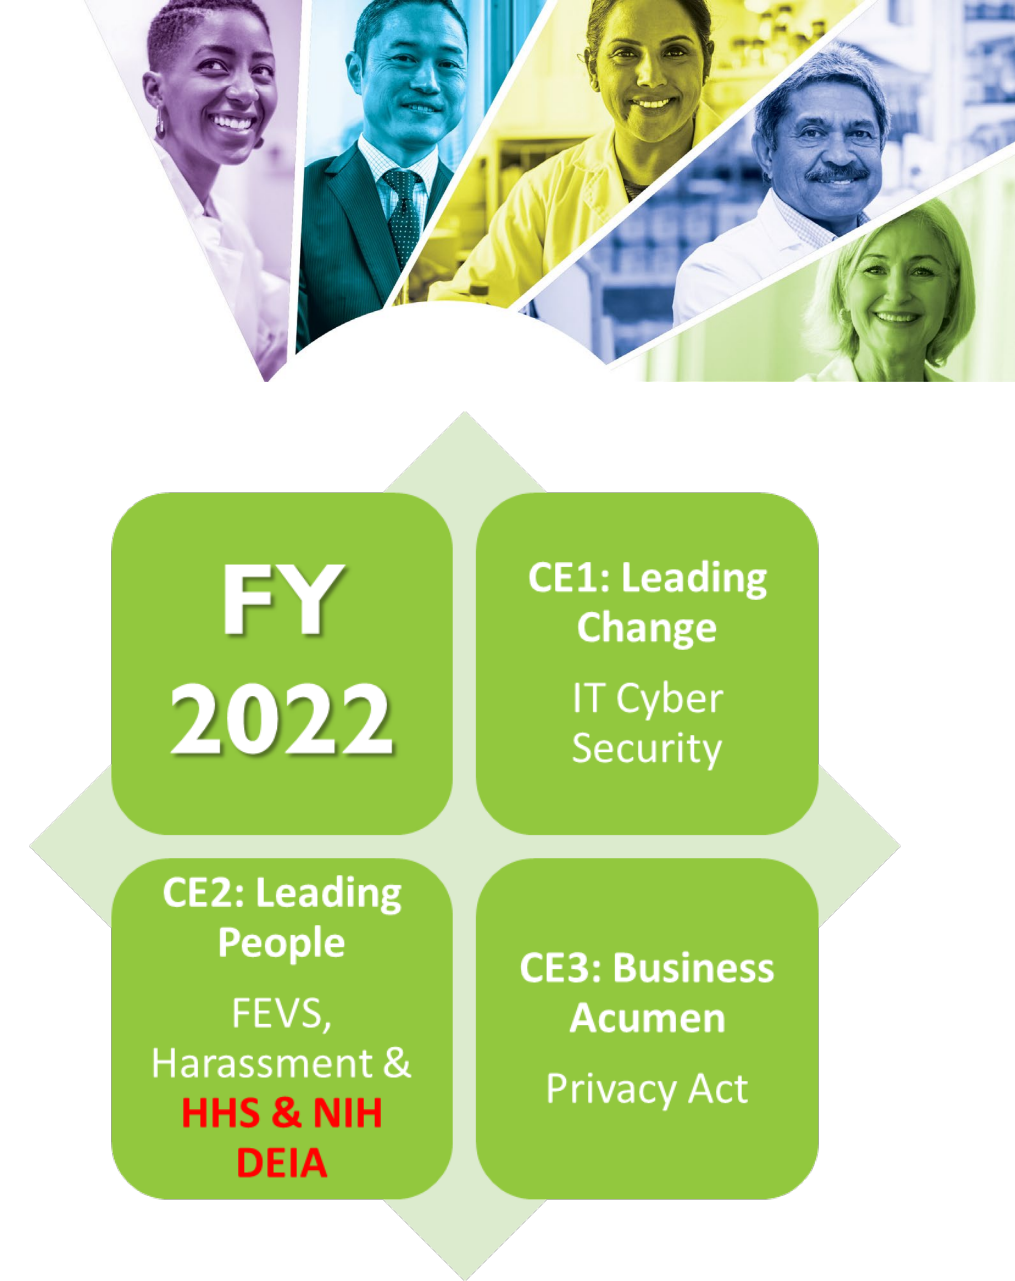 FY
2022
CE1: Leading
Change
IT Cyber
Security
CE2: Leading
People
FEVS,
Harassment &
HHS & NIH
DEIA
CE3: Business
Acumen
Privacy Act